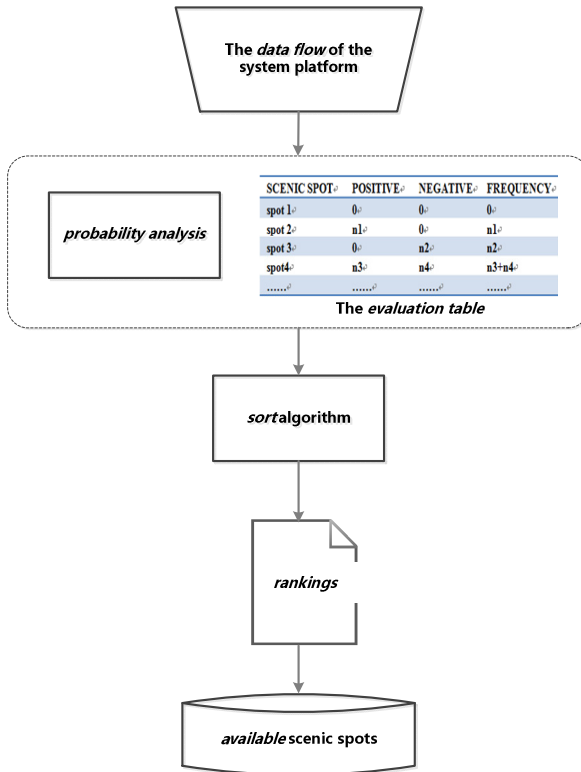 The data flow of the
system platform
probability analysis
SCENIC SPOT POSITIVE NEGATIVE FREQUENCY
spot 1 0 0 0
spot 2 n1 0 n1
spot 3 0 n2 n2
spot4 n3 n4 n3+n4
...... ...... ...... ......
The evaluation table
sort algorithm
rankings
available scenic spots